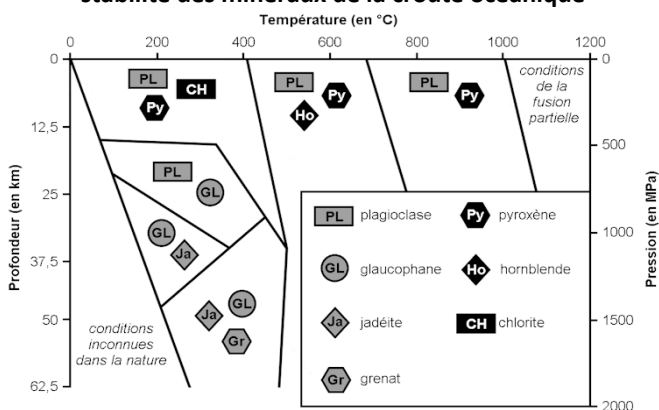 stabilité des minéraux de la croûte océanique
Température (en °C)
0 200 400 600 800 1000 1200
Profondeur (en km)
0
12,5
25
37,5
50
62,5
Pression (en MPa)
0
500
1000
1500
2000
PL
CH
Py
PL
Py
Ho
PL
Py
conditions
de la
fusion
partielle
PL
GL
GL
Ja
Ja
GL
Gr
conditions
inconnues
dans la nature
PL plagioclase
Py pyroxène
GL glaucophane
Ho hornblende
Ja jadéite
CH chlorite
Gr grenat